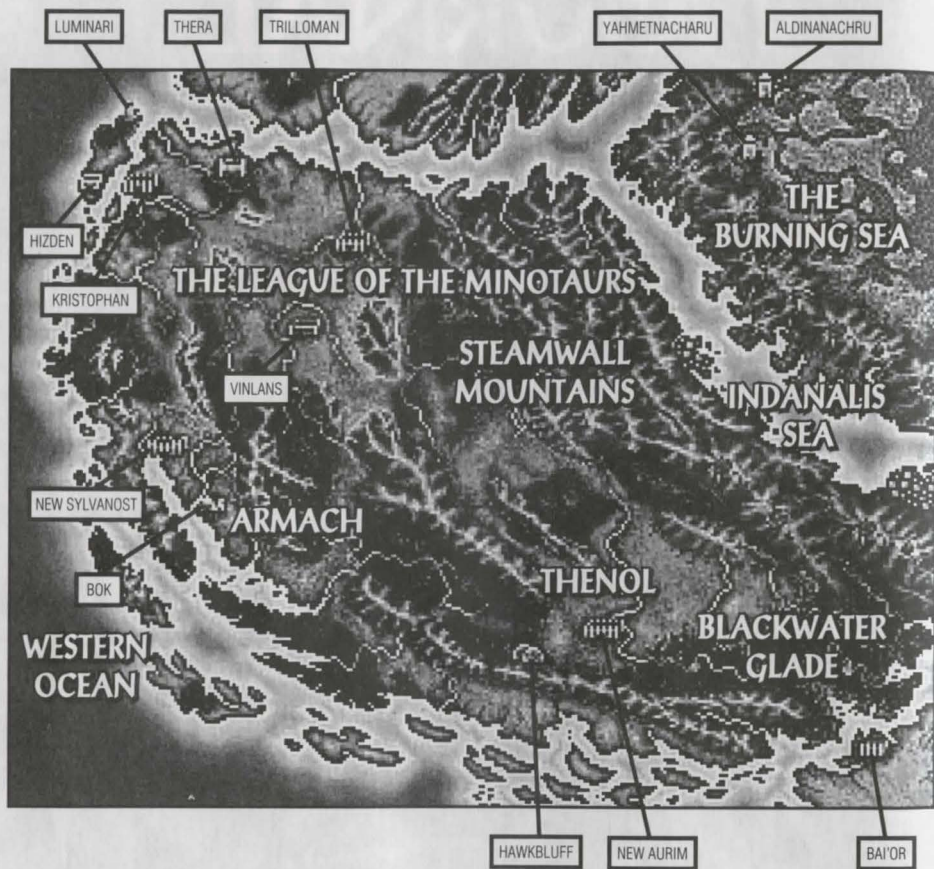 LUMINARI
THERA
TRILLOMAN
YAHMETNACHARU
ALDINANACHRU
HIZDEN
KRISTOPHAN
THE
BURNING SEA
THE LEAGUE OF THE MINOTAURS
VINLANS
STEAMWALL
MOUNTAINS
INDANALIS
SEA
NEW SYLVANOST
ARMACH
BOK
THENOL
WESTERN
OCEAN
BLACKWATER
GLADE
HAWKBLUFF
NEW AURIM
BAI'OR